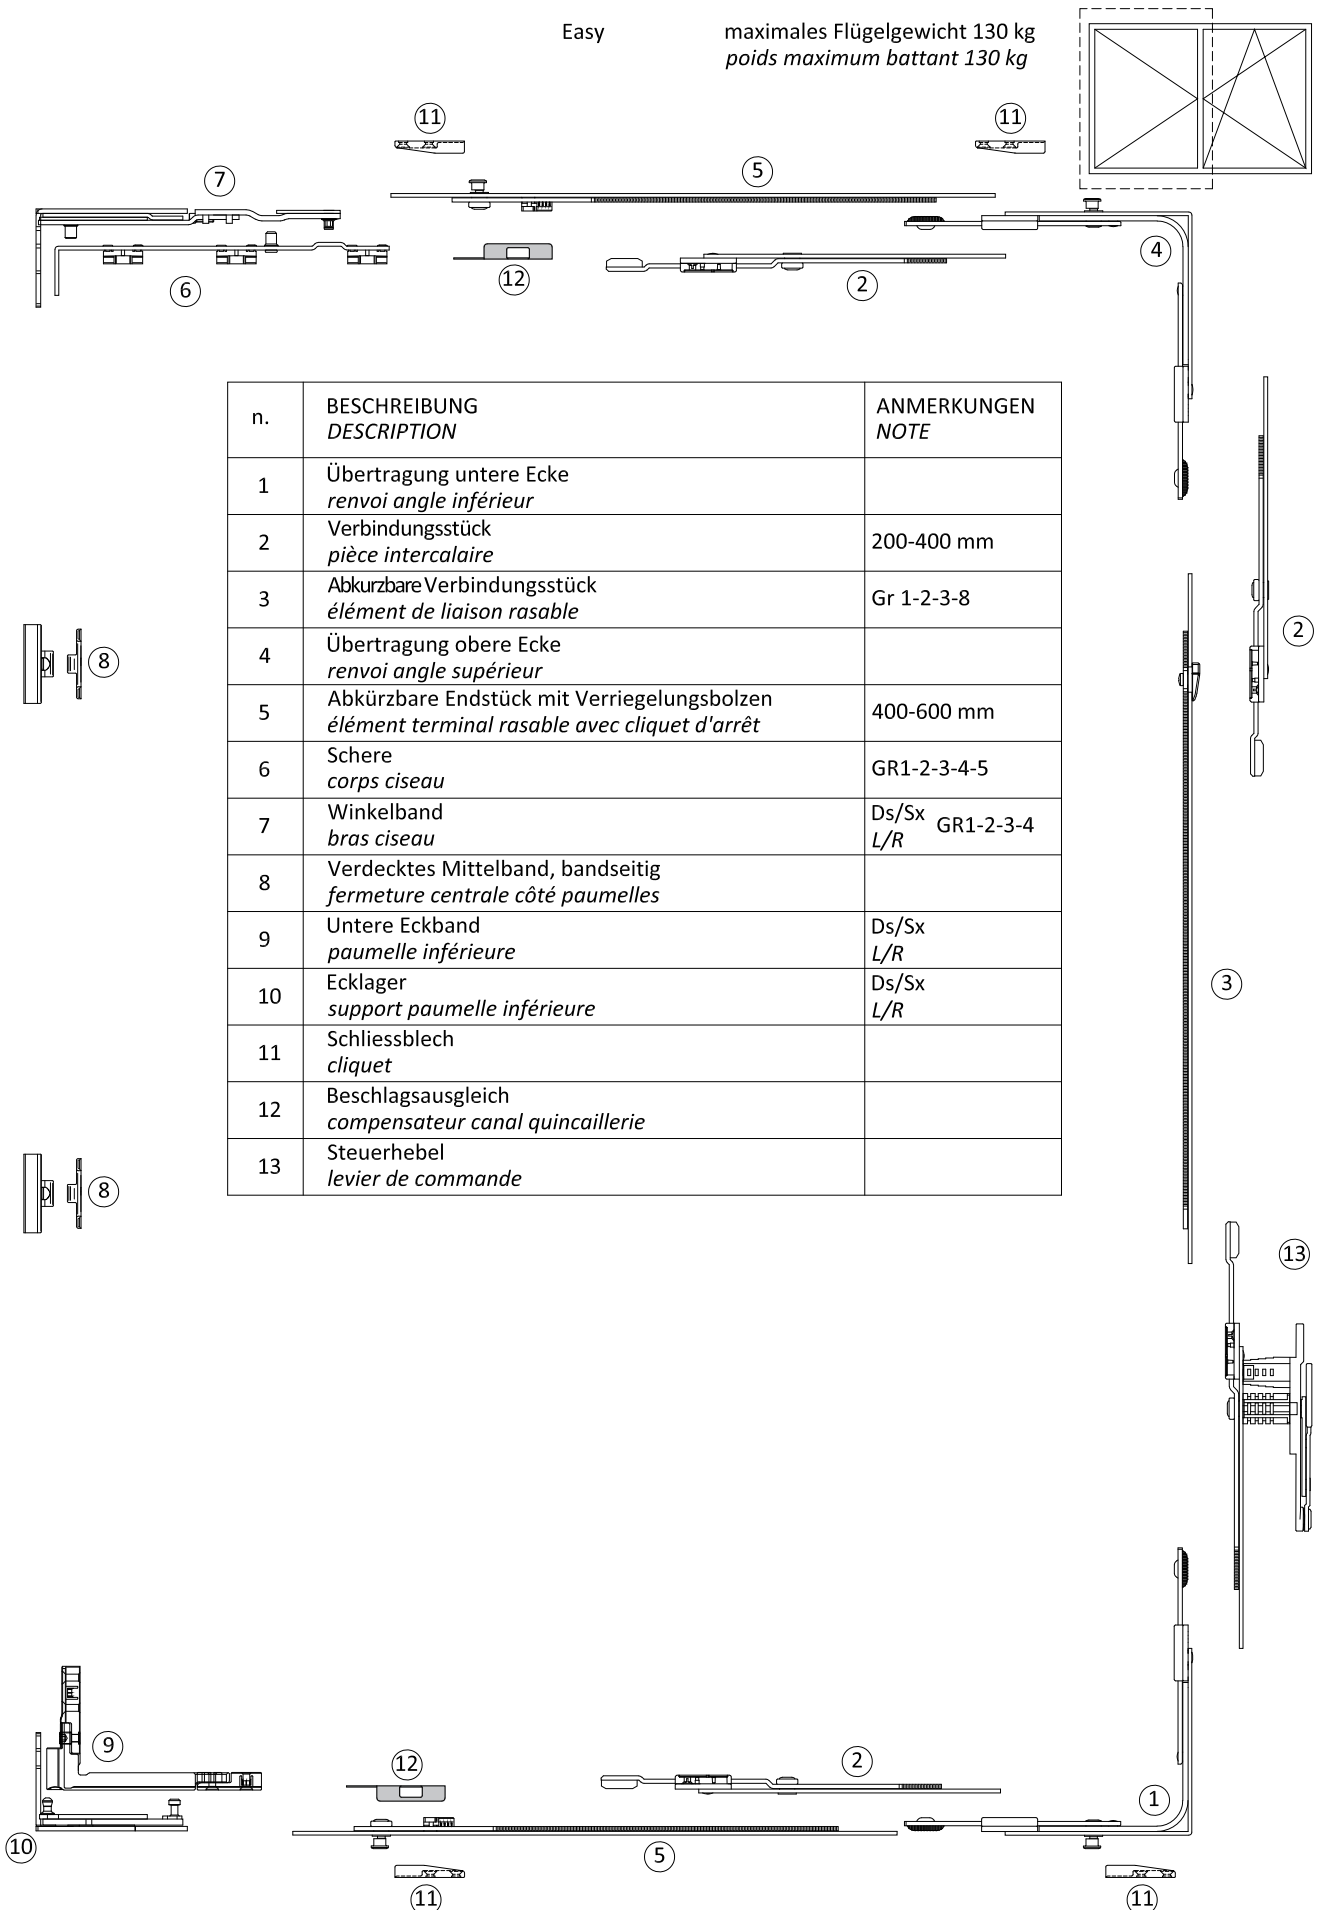 Easy maximales Flügelgewicht 130 kg
poids maximum battant 130 kg
11 11
7 5
4
6 12 2
n. BESCHREIBUNG ANMERKUNGEN
DESCRIPTION NOTE
1 Übertragung untere Ecke
renvoi angle inférieur
2 Verbindungsstück 200-400 mm
pièce intercalaire
3 Abkurzbare Verbindungsstück Gr 1-2-3-8
élément de liaison rasable
4 Übertragung obere Ecke
renvoi angle supérieur
5 Abkürzbare Endstück mit Verriegelungsbolzen 400-600 mm
élément terminal rasable avec cliquet d'arrêt
6 Schere GR1-2-3-4-5
corps ciseau
7 Winkelband Ds/Sx GR1-2-3-4
bras ciseau L/R
8 Verdecktes Mittelband, bandseitig
fermeture centrale côté paumelles
9 Untere Eckband Ds/Sx
paumelle inférieure L/R
10 Ecklager Ds/Sx
support paumelle inférieure L/R
11 Schliessblech
cliquet
12 Beschlagsausgleich
compensateur canal quincaillerie
13 Steuerhebel
levier de commande
2
8
3
8
13
9 12 2
1
10 5
11 11